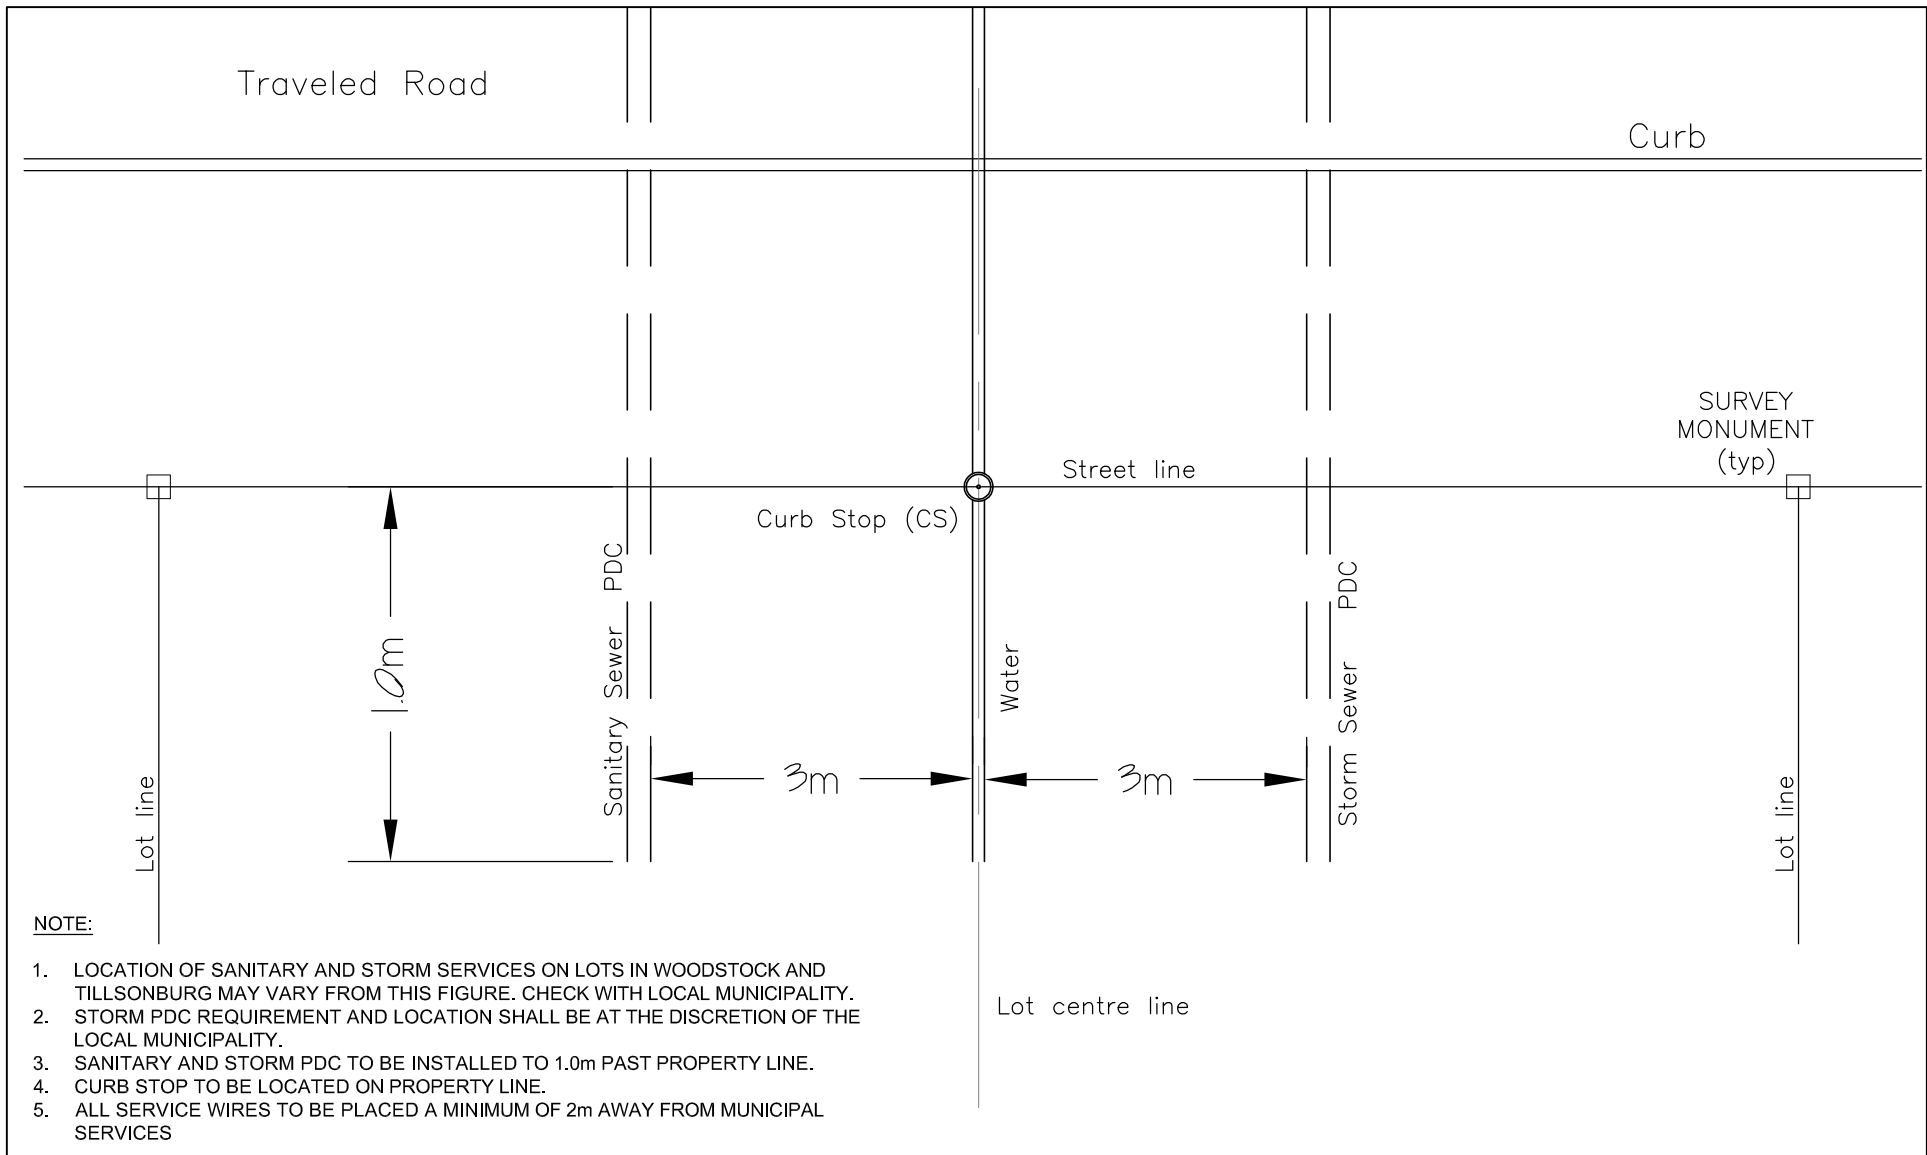 Traveled Road
Curb
SURVEY
MONUMENT
(typ)
Street line
Curb Stop (CS)
1.0m
Sanitary Sewer PDC
Water
Storm Sewer PDC
3m
3m
Lot line
Lot line
Lot centre line
NOTE:
1. LOCATION OF SANITARY AND STORM SERVICES ON LOTS IN WOODSTOCK AND
TILLSONBURG MAY VARY FROM THIS FIGURE. CHECK WITH LOCAL MUNICIPALITY.
2. STORM PDC REQUIREMENT AND LOCATION SHALL BE AT THE DISCRETION OF THE
LOCAL MUNICIPALITY.
3. SANITARY AND STORM PDC TO BE INSTALLED TO 1.0m PAST PROPERTY LINE.
4. CURB STOP TO BE LOCATED ON PROPERTY LINE.
5. ALL SERVICE WIRES TO BE PLACED A MINIMUM OF 2m AWAY FROM MUNICIPAL
SERVICES